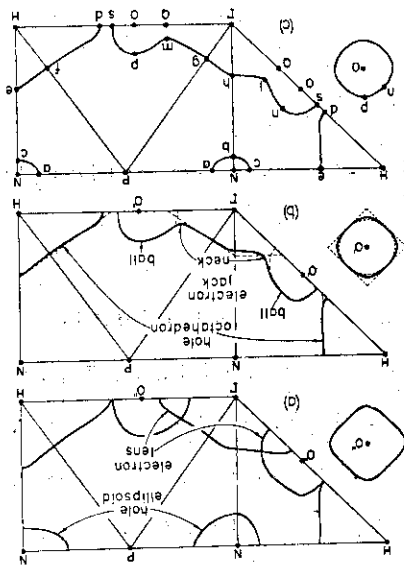 H N P N
hole
ellipsoid
electron
lens
O" O" (a)
Γ O" H
H N P N
hole
octahedron
ball
electron
jack
neck
ball
O' O' (b)
Γ O' H
H e N P N
c b a a c
d s n i h g m p f e
p n O
O O (c)
Γ Q O s d H